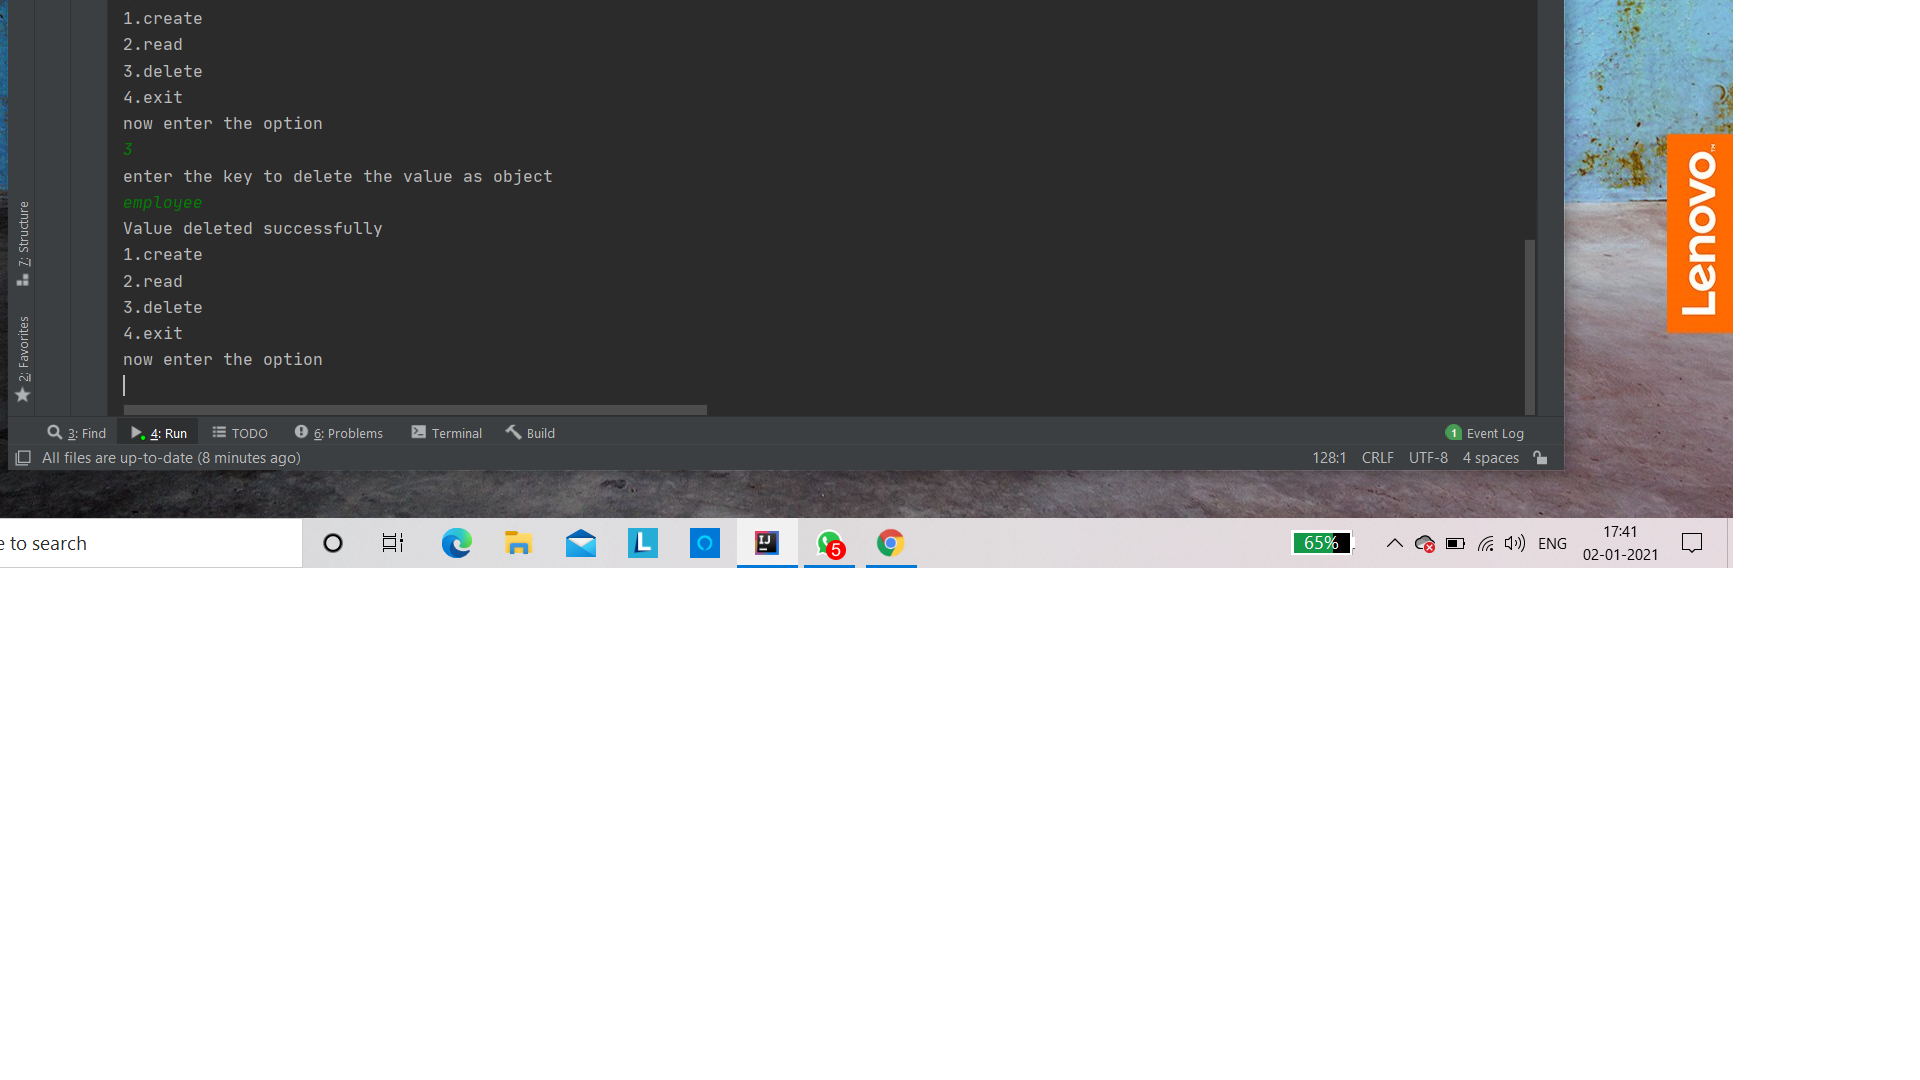 1.create
2.read
3.delete
4.exit
now enter the option
3
enter the key to delete the value as object
employee
Value deleted successfully
1.create
2.read
3.delete
4.exit
now enter the option
7: Structure
2: Favorites
Lenovo™
3: Find
4: Run
TODO
6: Problems
Terminal
Build
1 Event Log
All files are up-to-date (8 minutes ago)
128:1 CRLF UTF-8 4 spaces
e to search
L
IJ
5
65%
ENG
17:41
02-01-2021